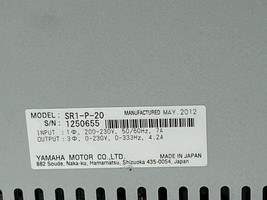 MODEL: SR1-P-20 MANUFACTURED MAY. 2012
S/N: 1250655
INPUT : 1Φ, 200-230V, 50/60Hz, 7A
OUTPUT : 3Φ, 0-230V, 0-333Hz, 4.2A
YAMAHA MOTOR CO.,LTD. MADE IN JAPAN
882 Soude, Naka-ku, Hamamatsu, Shizuoka 435-0054, Japan